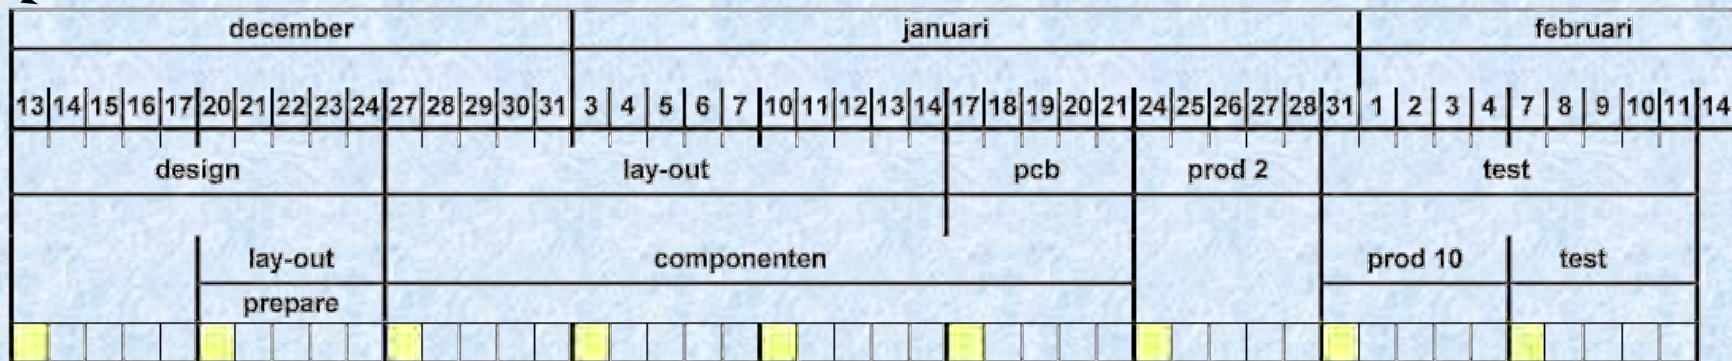 december januari februari
13 14 15 16 17 20 21 22 23 24 27 28 29 30 31 3 4 5 6 7 10 11 12 13 14 17 18 19 20 21 24 25 26 27 28 31 1 2 3 4 7 8 9 10 11 14
design lay-out pcb prod 2 test
lay-out componenten prod 10 test
prepare